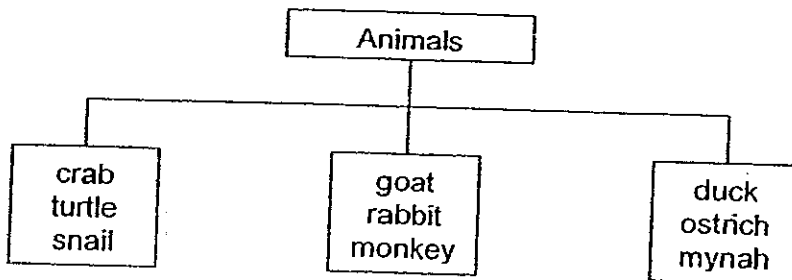 Animals
crab
turtle
snail
goat
rabbit
monkey
duck
ostrich
mynah